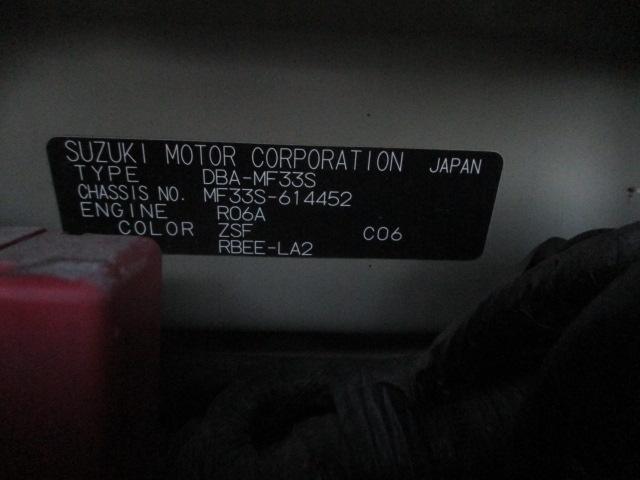 SUZUKI MOTOR CORPORATION JAPAN
TYPE DBA-MF33S
CHASSIS NO. MF33S-614452
ENGINE R06A
COLOR ZSF C06
RBEE-LA2